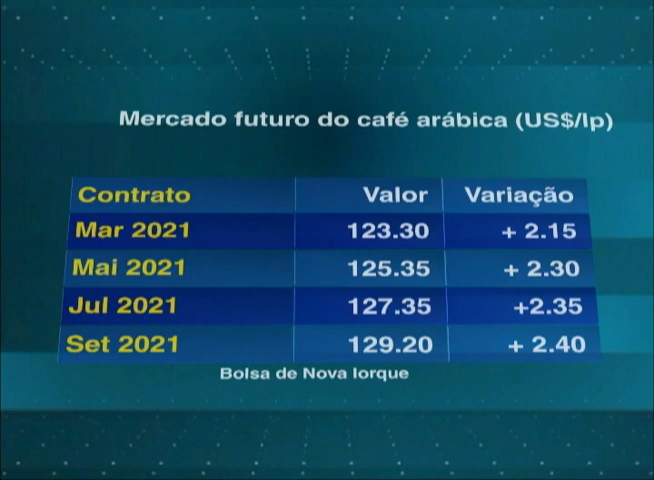 Mercado futuro do café arábica (US$/lp)
Contrato Valor Variação
Mar 2021 123.30 + 2.15
Mai 2021 125.35 + 2.30
Jul 2021 127.35 +2.35
Set 2021 129.20 + 2.40
Bolsa de Nova Iorque